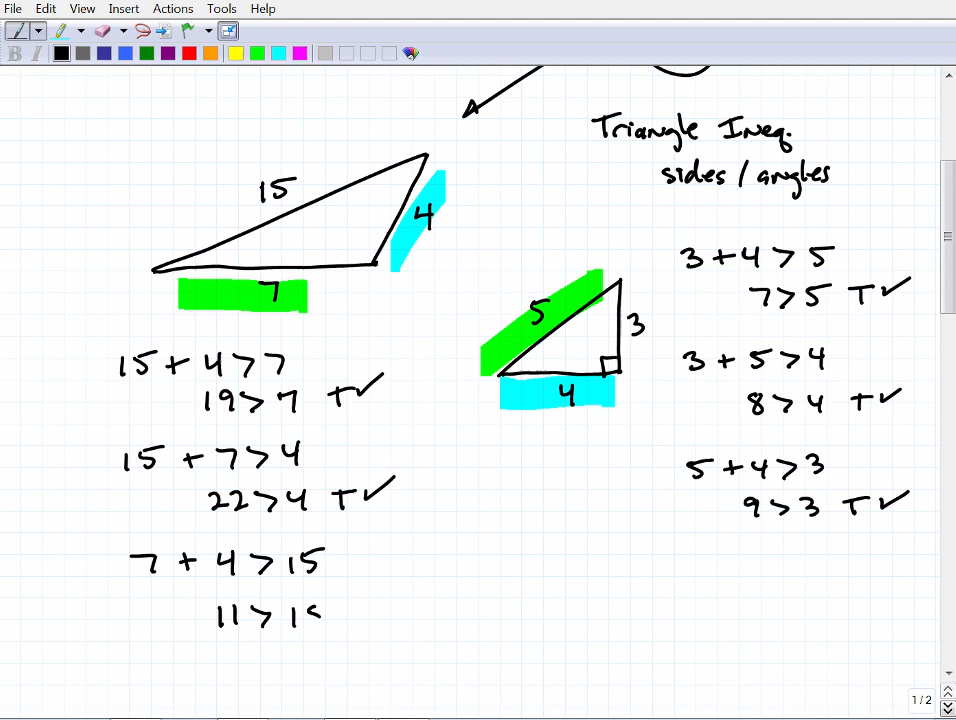 File Edit View Insert Actions Tools Help
B I
Triangle Ineq.
sides / angles
15
4
7
5
3
4
15 + 4 > 7
19 > 7 T ✓
15 + 7 > 4
22 > 4 T ✓
7 + 4 > 15
11 > 1
3 + 4 > 5
7 > 5 T ✓
3 + 5 > 4
8 > 4 T ✓
5 + 4 > 3
9 > 3 T ✓
1 / 2